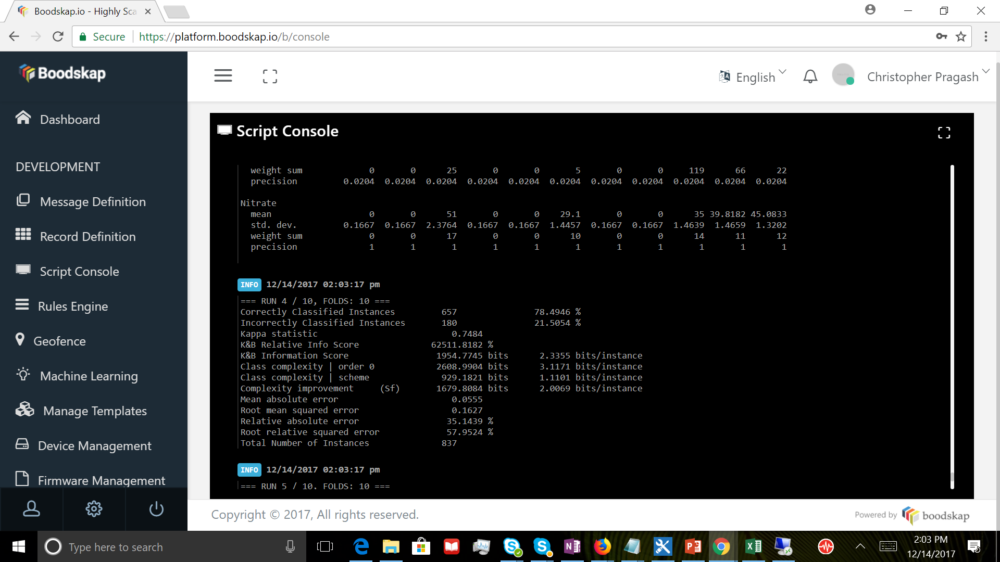 Boodskap.io - Highly Sca
Secure
https://platform.boodskap.io/b/console
Boodskap
English
Christopher Pragash
Dashboard
DEVELOPMENT
Message Definition
Record Definition
Script Console
Rules Engine
Geofence
Machine Learning
Manage Templates
Device Management
Firmware Management
Script Console
weight sum 0 0 25 0 0 5 0 0 119 66 22
precision 0.0204 0.0204 0.0204 0.0204 0.0204 0.0204 0.0204 0.0204 0.0204 0.0204 0.0204
Nitrate
mean 0 0 51 0 0 29.1 0 0 35 39.8182 45.0833
std. dev. 0.1667 0.1667 2.3764 0.1667 0.1667 1.4457 0.1667 0.1667 1.4639 1.4659 1.3202
weight sum 0 0 17 0 0 10 0 0 14 11 12
precision 1 1 1 1 1 1 1 1 1 1 1
INFO 12/14/2017 02:03:17 pm
=== RUN 4 / 10, FOLDS: 10 ===
Correctly Classified Instances 657 78.4946 %
Incorrectly Classified Instances 180 21.5054 %
Kappa statistic 0.7484
K&B Relative Info Score 62511.8182 %
K&B Information Score 1954.7745 bits 2.3355 bits/instance
Class complexity | order 0 2608.9904 bits 3.1171 bits/instance
Class complexity | scheme 929.1821 bits 1.1101 bits/instance
Complexity improvement (Sf) 1679.8084 bits 2.0069 bits/instance
Mean absolute error 0.0555
Root mean squared error 0.1627
Relative absolute error 35.1439 %
Root relative squared error 57.9524 %
Total Number of Instances 837
INFO 12/14/2017 02:03:17 pm
=== RUN 5 / 10. FOLDS: 10 ===
Copyright © 2017, All rights reserved.
Powered by boodskap
Type here to search
2:03 PM
12/14/2017